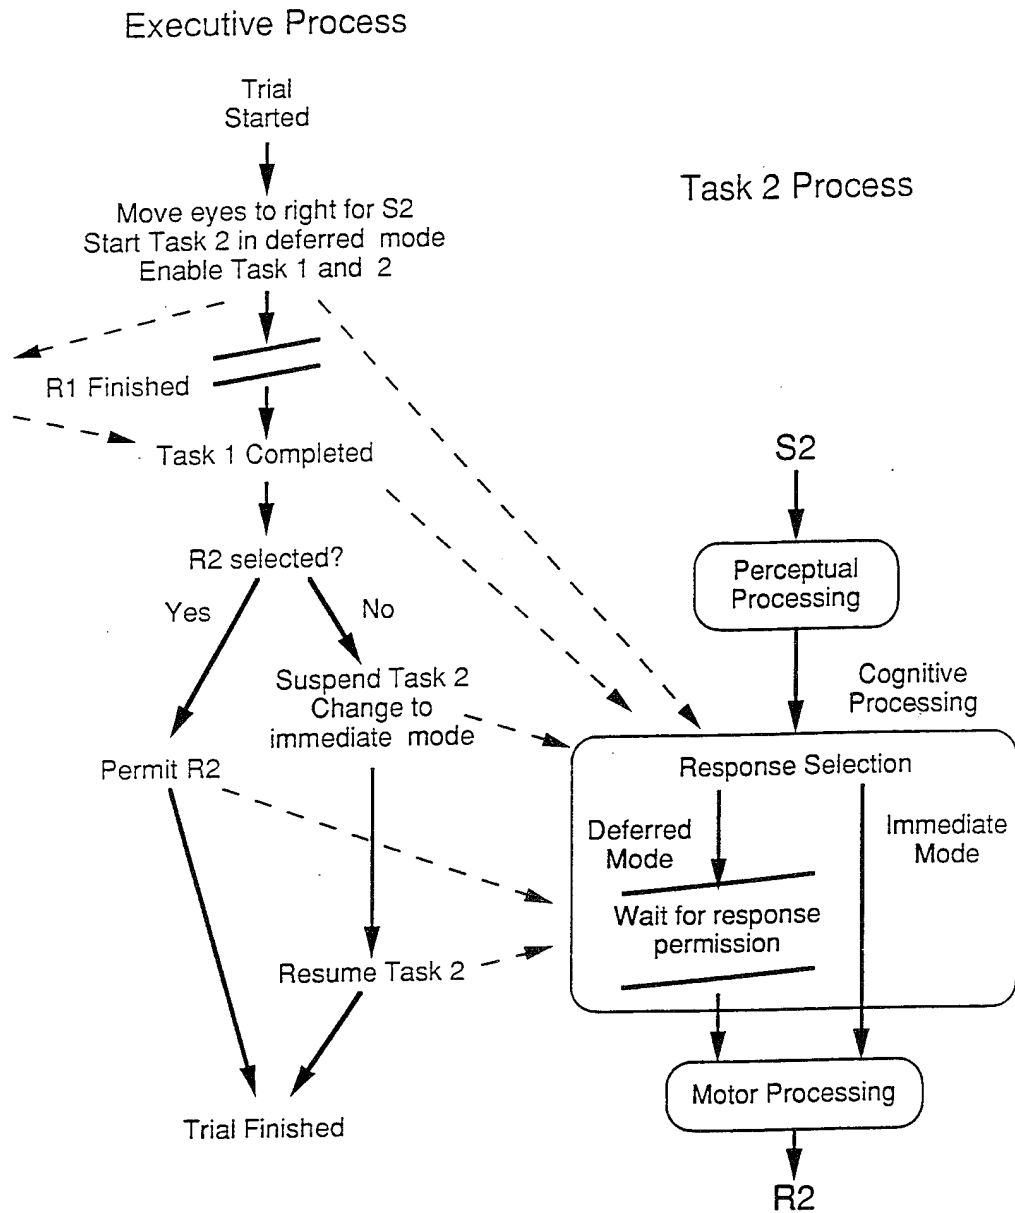 Executive Process
Trial
Started
Move eyes to right for S2
Start Task 2 in deferred mode
Enable Task 1 and 2
R1 Finished
Task 1 Completed
R2 selected?
Yes
No
Suspend Task 2
Change to
immediate mode
Permit R2
Resume Task 2
Trial Finished
Task 2 Process
S2
Perceptual
Processing
Cognitive
Processing
Response Selection
Deferred
Mode
Immediate
Mode
Wait for response
permission
Motor Processing
R2